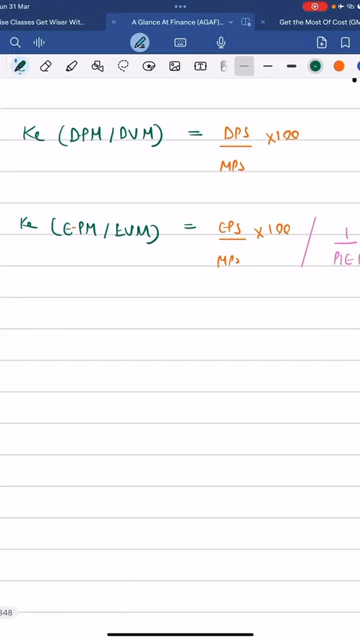 un 31 Mar
ise Classes Get Wiser Wit...
A Glance At Finance (AGAF)...
Get the Most Of Cost (GM
Ke (DPM/DVM) = DPS/MPS x100
Ke (EPM/EVM) = EPS/MPS x100 / 1/P/E
348